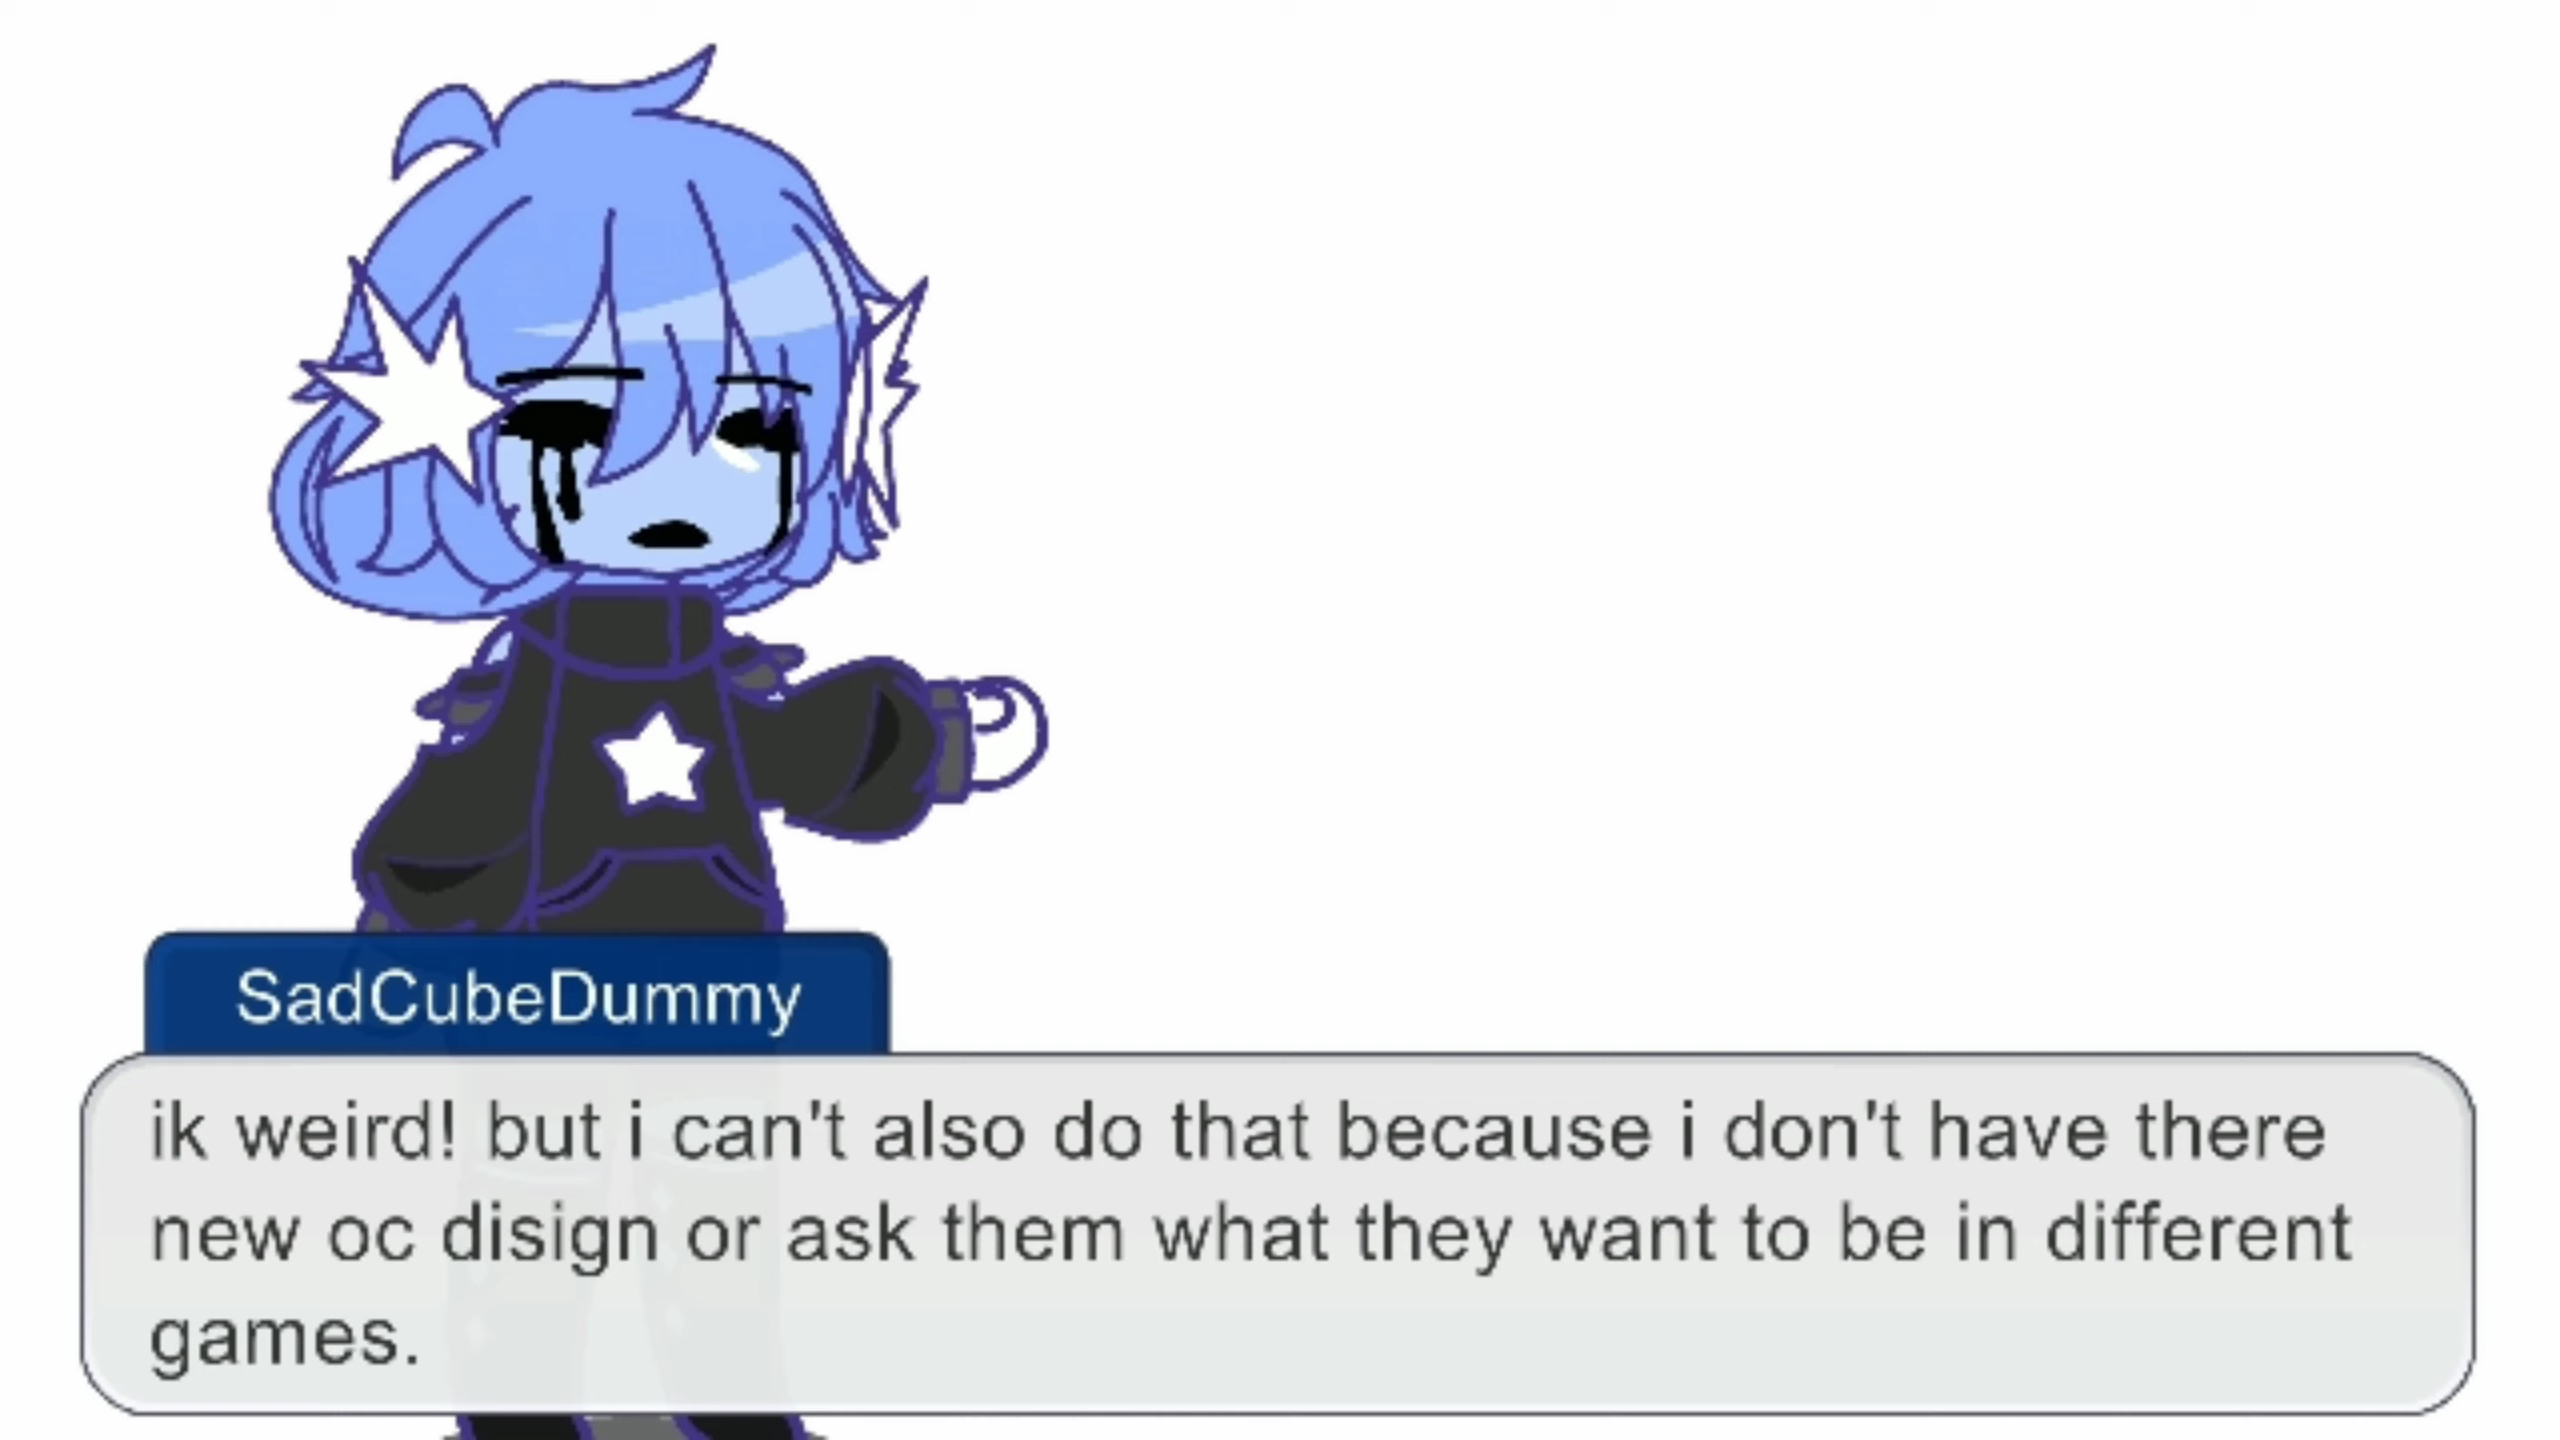 SadCubeDummy
ik weird! but i can't also do that because i don't have there
new oc disign or ask them what they want to be in different
games.